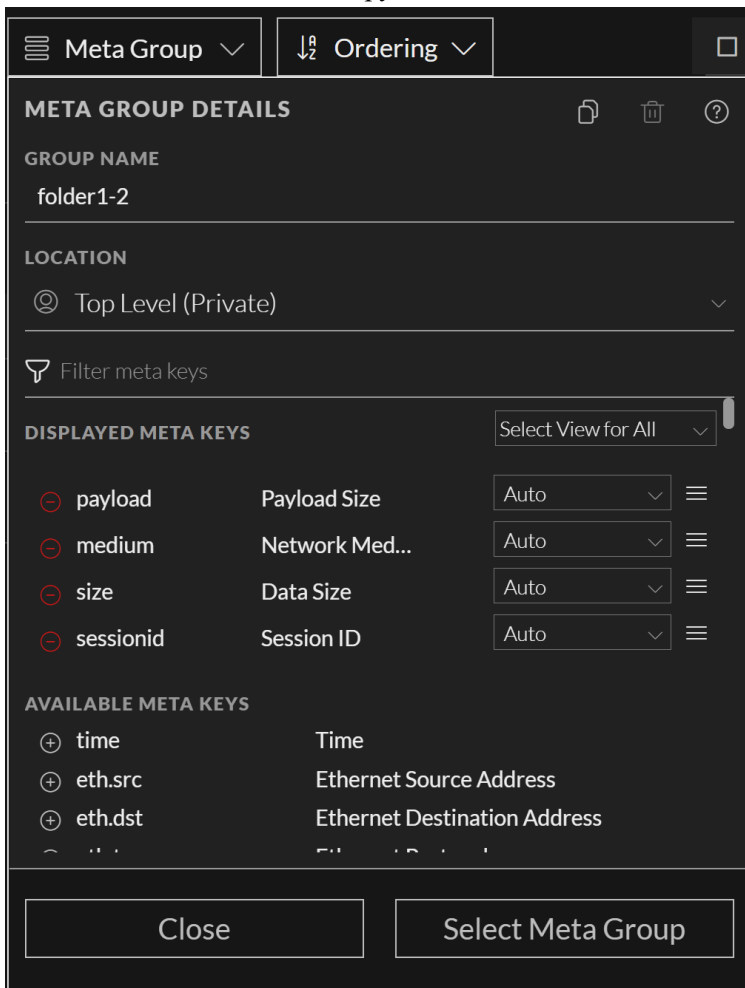 Meta Group Ordering
META GROUP DETAILS
GROUP NAME
folder1-2
LOCATION
Top Level (Private)
Filter meta keys
DISPLAYED META KEYS Select View for All
payload Payload Size Auto
medium Network Med... Auto
size Data Size Auto
sessionid Session ID Auto
AVAILABLE META KEYS
time Time
eth.src Ethernet Source Address
eth.dst Ethernet Destination Address
Close Select Meta Group